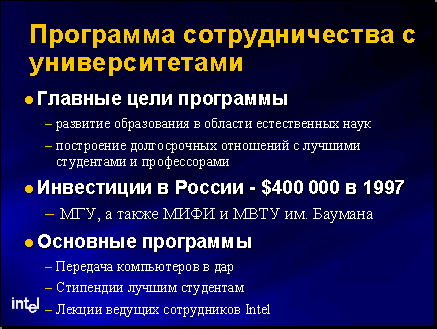 Программа сотрудничества с
университетами
Главные цели программы
– развитие образования в области естественных наук
– построение долгосрочных отношений с лучшими
студентами и профессорами
Инвестиции в России - $400 000 в 1997
– МГУ, а также МИФИ и МВТУ им. Баумана
Основные программы
– Передача компьютеров в дар
– Стипендии лучшим студентам
– Лекции ведущих сотрудников Intel
intel